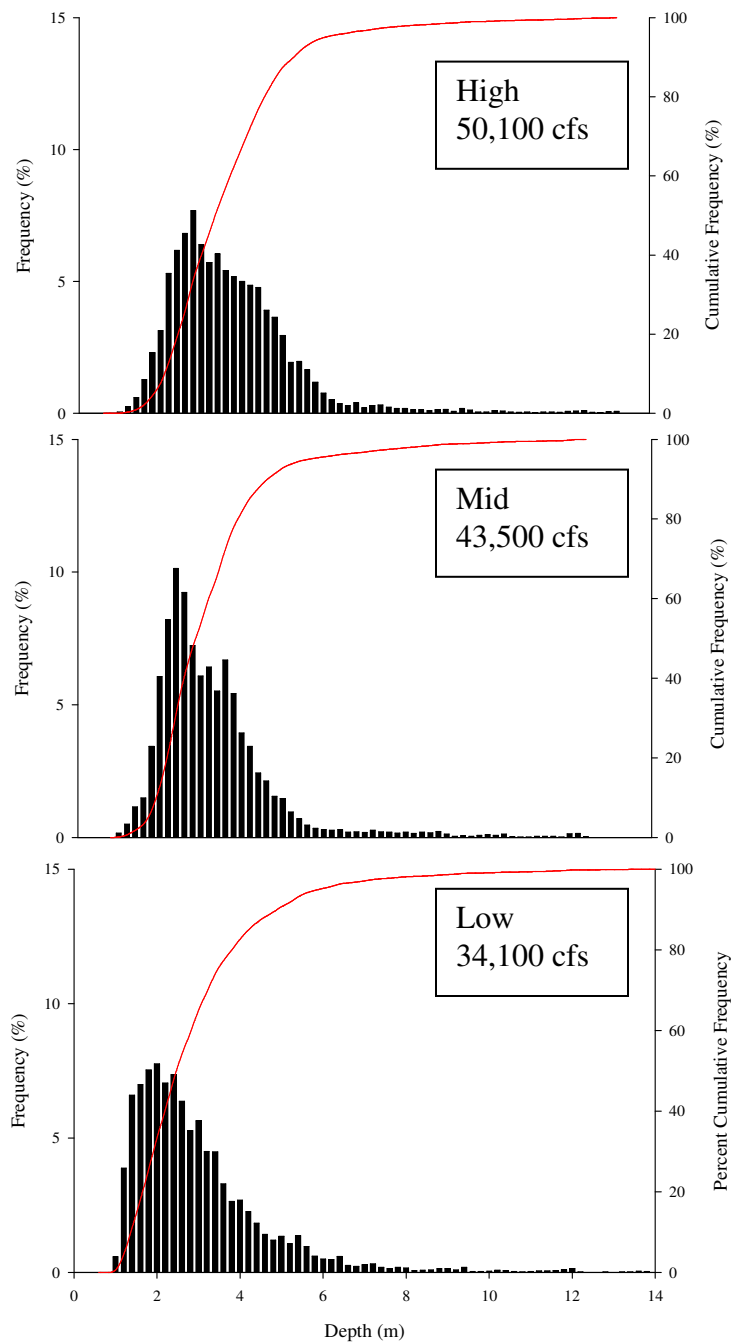 15
10
5
0
Frequency (%)
High
50,100 cfs
100
80
60
40
20
0
Cumulative Frequency (%)
15
10
5
0
Frequency (%)
Mid
43,500 cfs
100
80
60
40
20
0
Cumulative Frequency (%)
15
10
5
0
Frequency (%)
Low
34,100 cfs
100
80
60
40
20
0
Percent Cumulative Frequency
0 2 4 6 8 10 12 14
Depth (m)